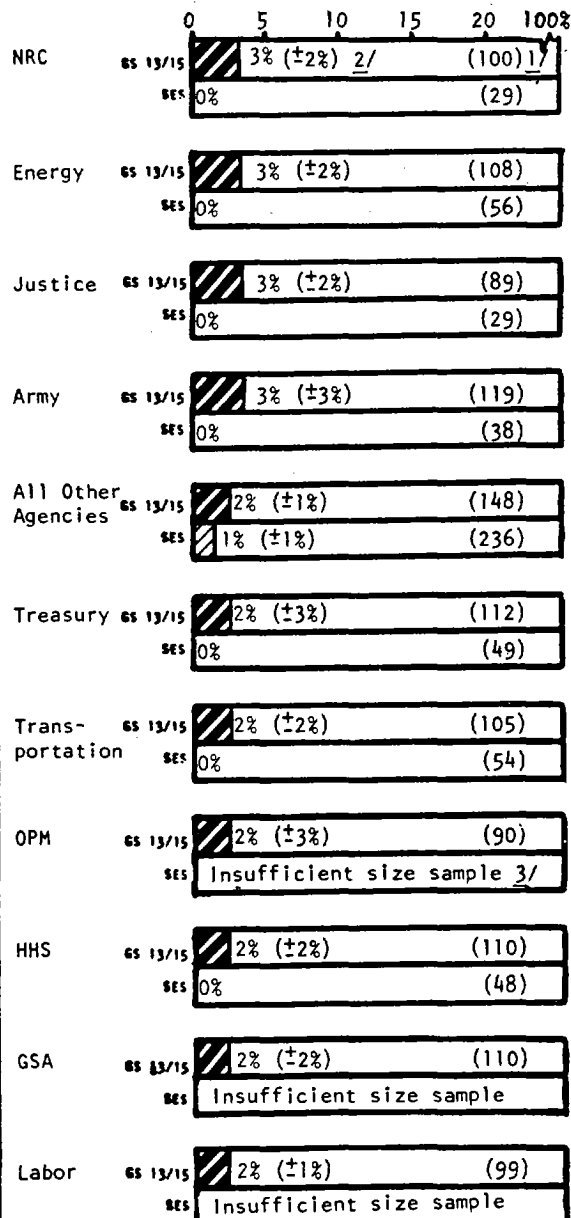 0 5 10 15 20 100%
NRC GS 13/15 3% (±2%) 2/ (100) 1/
SES 0% (29)
Energy GS 13/15 3% (±2%) (108)
SES 0% (56)
Justice GS 13/15 3% (±2%) (89)
SES 0% (29)
Army GS 13/15 3% (±3%) (119)
SES 0% (38)
All Other Agencies GS 13/15 2% (±1%) (148)
SES 1% (±1%) (236)
Treasury GS 13/15 2% (±3%) (112)
SES 0% (49)
Trans-
portation GS 13/15 2% (±2%) (105)
SES 0% (54)
OPM GS 13/15 2% (±3%) (90)
SES Insufficient size sample 3/
HHS GS 13/15 2% (±2%) (110)
SES 0% (48)
GSA GS 13/15 2% (±2%) (110)
SES Insufficient size sample
Labor GS 13/15 2% (±1%) (99)
SES Insufficient size sample